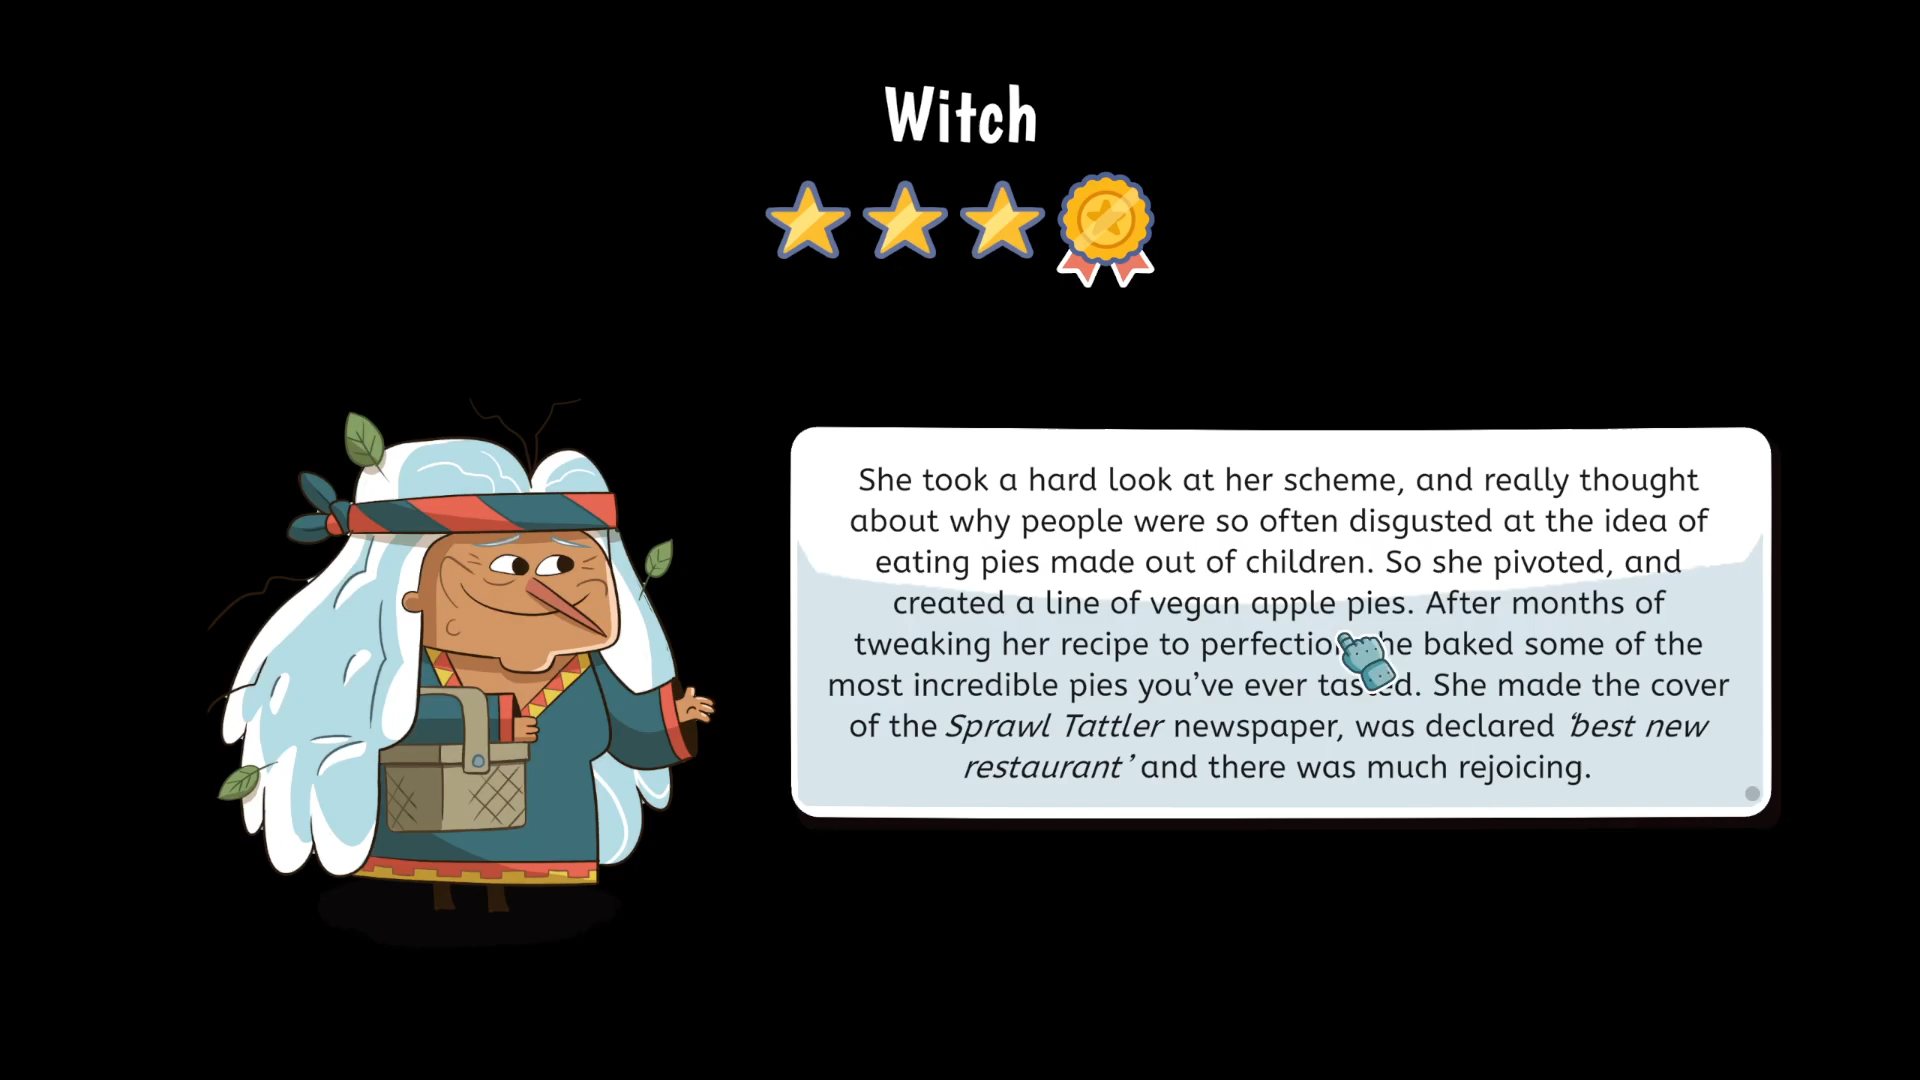 Witch
She took a hard look at her scheme, and really thought
about why people were so often disgusted at the idea of
eating pies made out of children. So she pivoted, and
created a line of vegan apple pies. After months of
tweaking her recipe to perfection she baked some of the
most incredible pies you’ve ever tasted. She made the cover
of the Sprawl Tattler newspaper, was declared ‘best new
restaurant’ and there was much rejoicing.